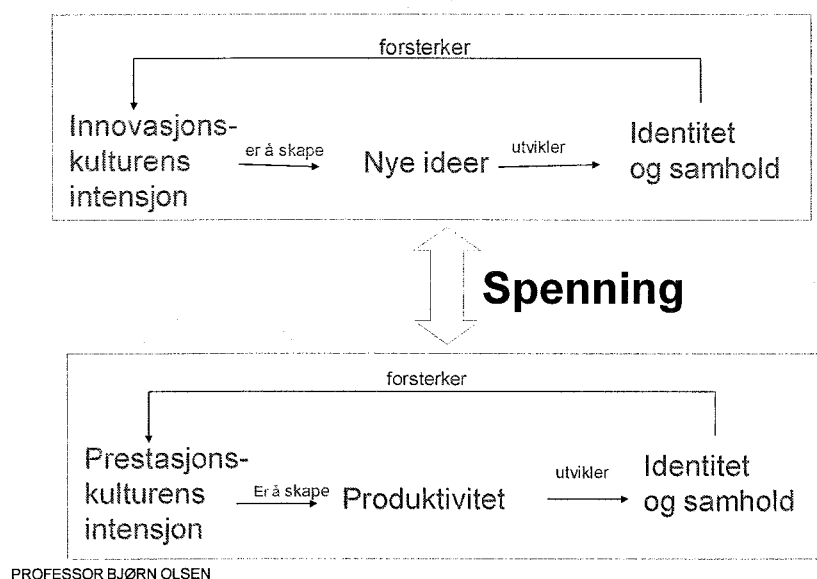 forsterker
Innovasjons-
kulturens
intensjon
er å skape
Nye ideer
utvikler
Identitet
og samhold
Spenning
forsterker
Prestasjons-
kulturens
intensjon
Er å skape
Produktivitet
utvikler
Identitet
og samhold
PROFESSOR BJØRN OLSEN